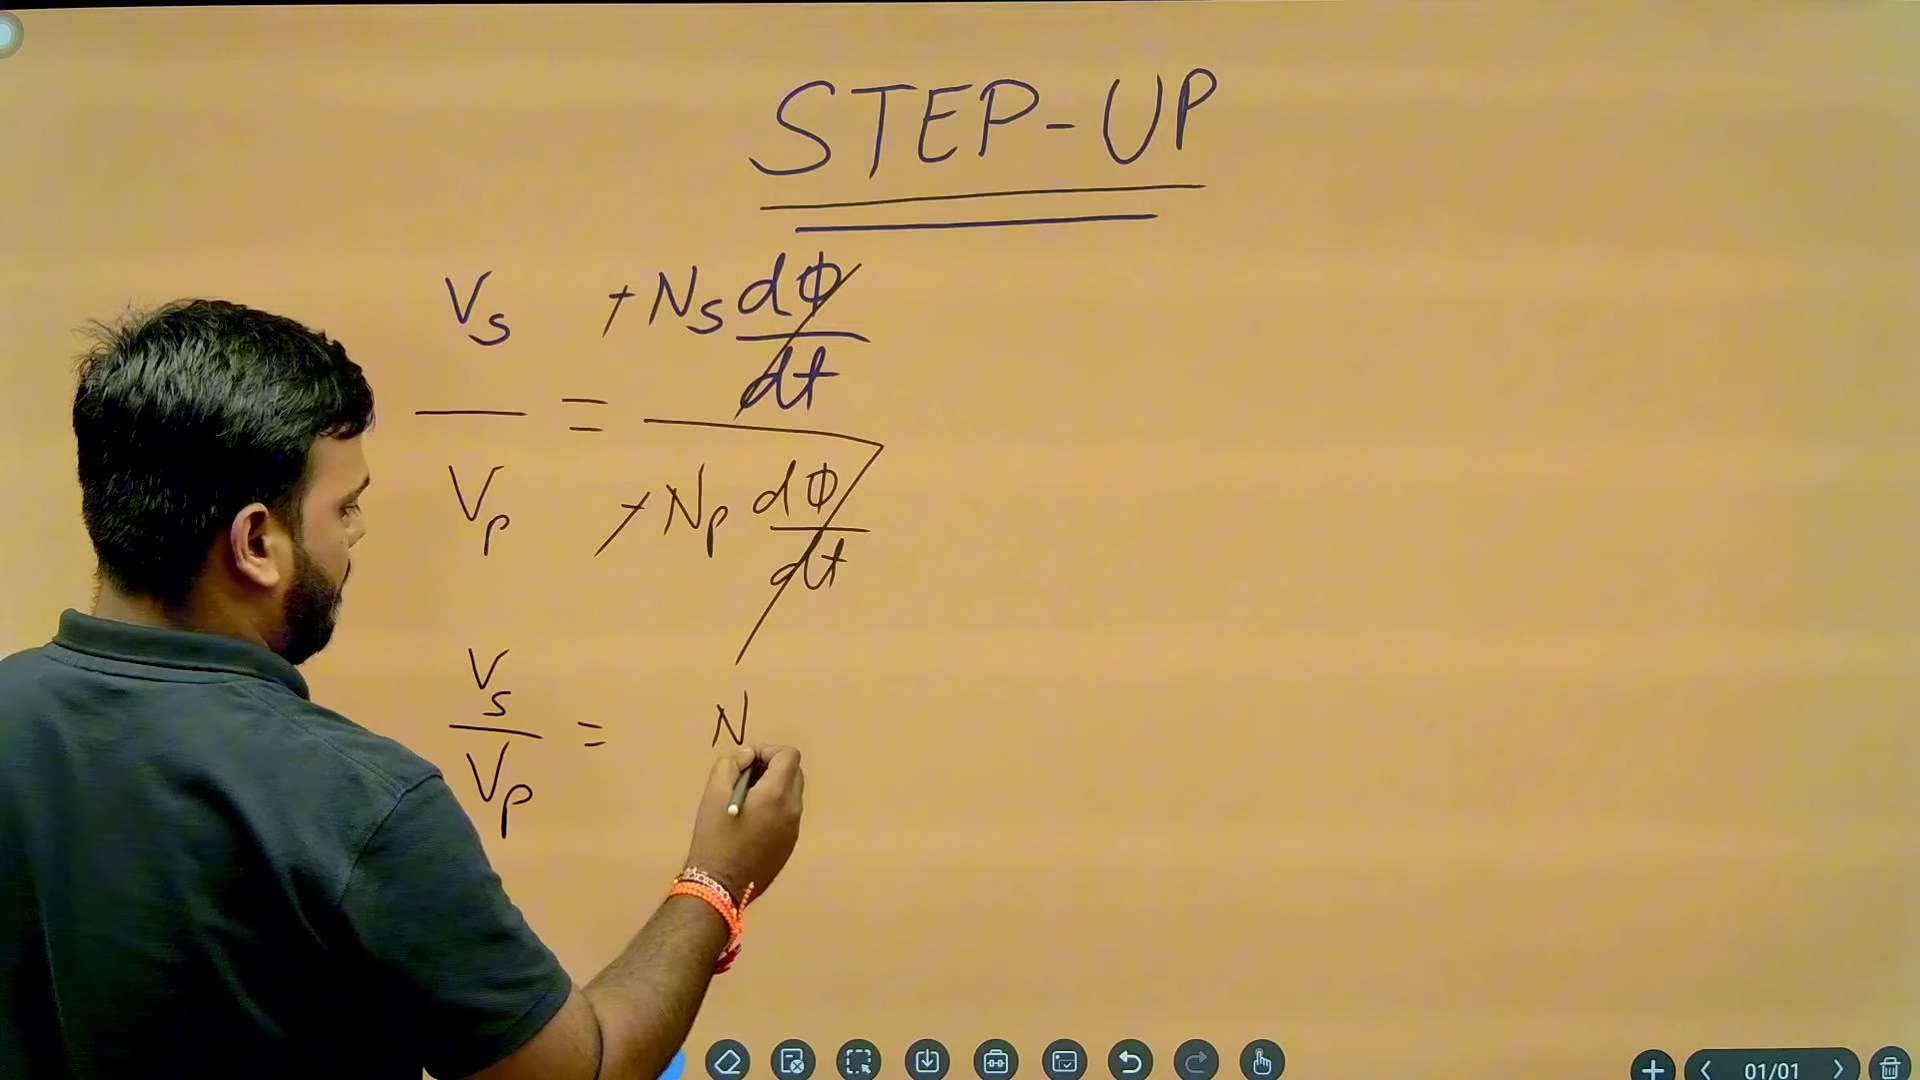 STEP-UP
Vs / Vp = +Ns dΦ/dt / +Np dΦ/dt
Vs / Vp = N
01/01